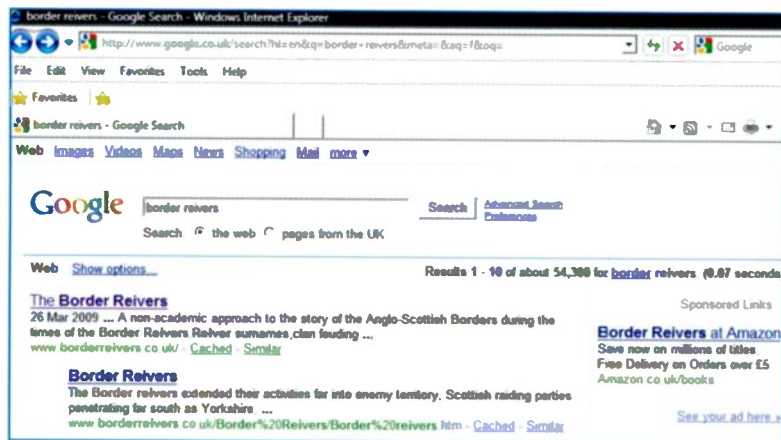 border reivers - Google Search - Windows Internet Explorer
http://www.google.co.uk/search?hl=en&q=border+reivers&meta=&aq=f&oq=
Google
File Edit View Favorites Tools Help
Favorites
border reivers - Google Search
Web Images Videos Maps News Shopping Mail more ▼
Google
border reivers
Search
Advanced Search
Preferences
Search the web pages from the UK
Web Show options...
Results 1 - 10 of about 54,300 for border reivers. (0.07 seconds
The Border Reivers
26 Mar 2009 ... A non-academic approach to the story of the Anglo-Scottish Borders during the
times of the Border Reivers Reiver surnames,clan feuding ...
www.borderreivers.co.uk/ - Cached - Similar
Border Reivers
The Border reivers extended their activities far into enemy territory, Scottish raiding parties
penetrating far south as Yorkshire. ...
www.borderreivers.co.uk/Border%20Reivers/Border%20reivers.htm - Cached - Similar
Sponsored Links
Border Reivers at Amazon
Save now on millions of titles
Free Delivery on Orders over £5
Amazon.co.uk/books
See your ad here »